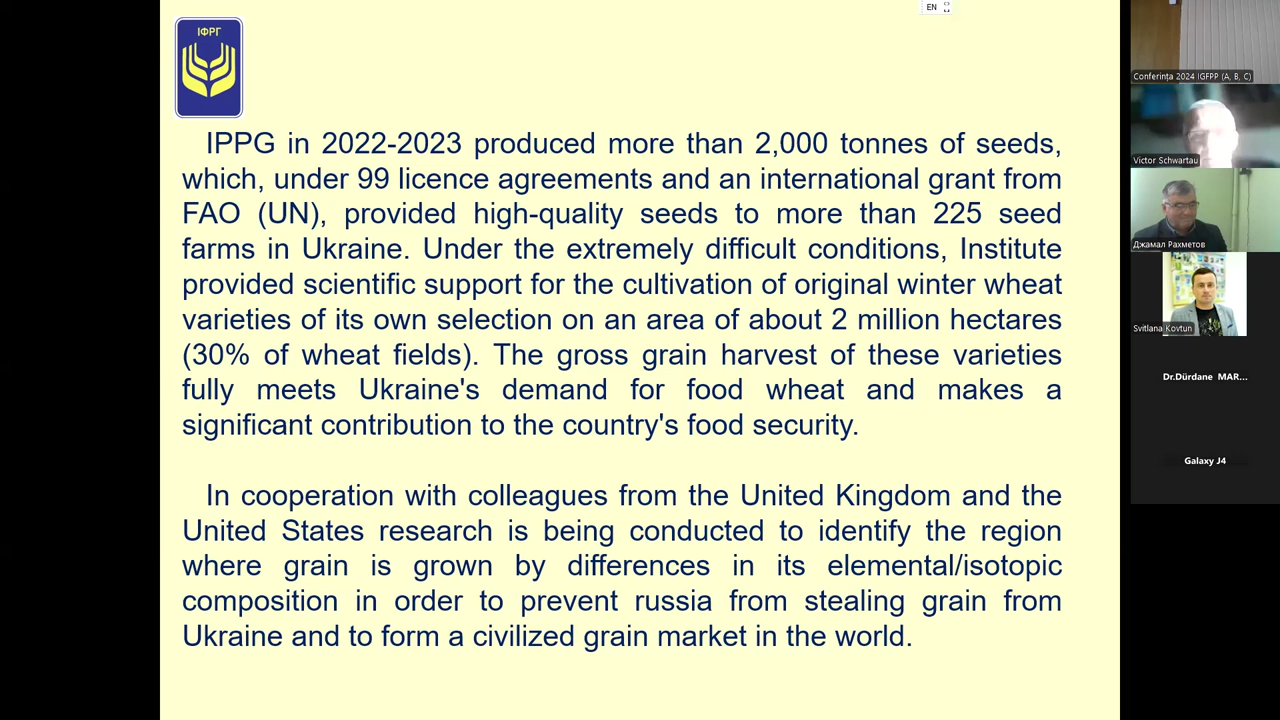 EN
ІФРГ
IPPG in 2022-2023 produced more than 2,000 tonnes of seeds,
which, under 99 licence agreements and an international grant from
FAO (UN), provided high-quality seeds to more than 225 seed
farms in Ukraine. Under the extremely difficult conditions, Institute
provided scientific support for the cultivation of original winter wheat
varieties of its own selection on an area of about 2 million hectares
(30% of wheat fields). The gross grain harvest of these varieties
fully meets Ukraine's demand for food wheat and makes a
significant contribution to the country's food security.
In cooperation with colleagues from the United Kingdom and the
United States research is being conducted to identify the region
where grain is grown by differences in its elemental/isotopic
composition in order to prevent russia from stealing grain from
Ukraine and to form a civilized grain market in the world.
Conferința 2024 IGFPP (A, B, C)
Victor Schwartau
Джамал Рахметов
Svitlana Kovtun
Dr.Dürdane MAR...
Galaxy J4